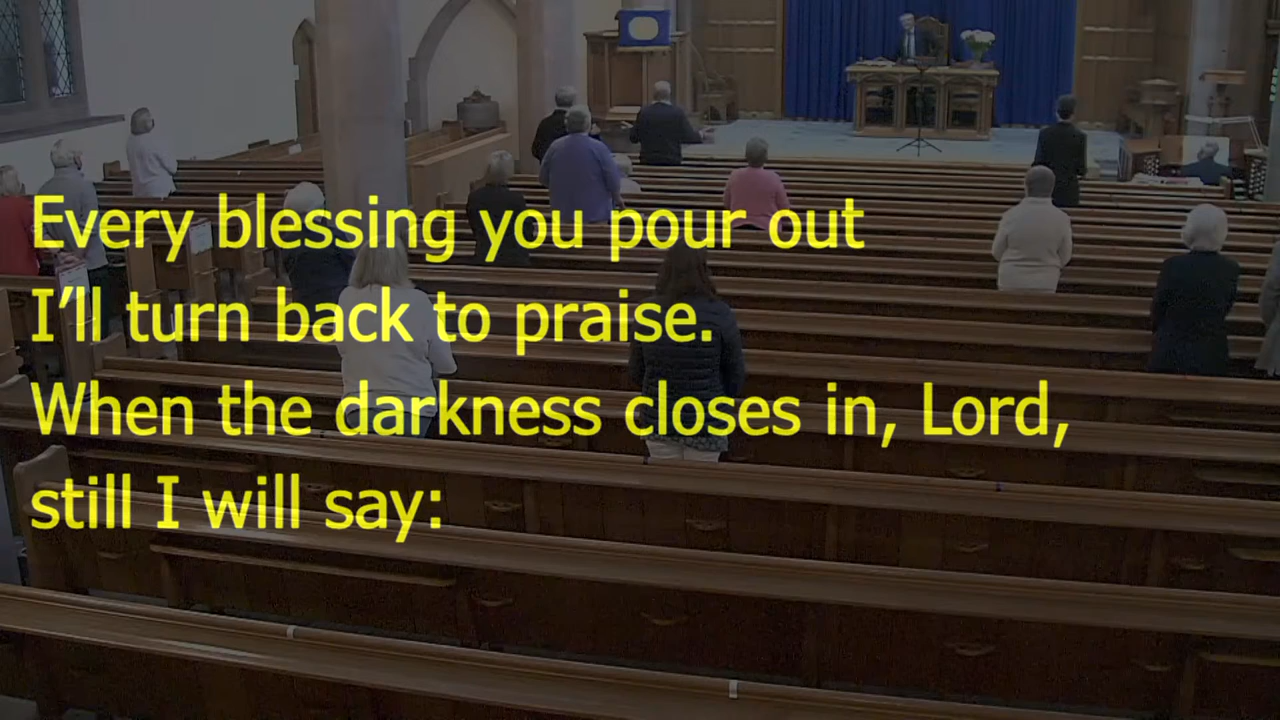 Every blessing you pour out
I’ll turn back to praise.
When the darkness closes in, Lord,
still I will say: